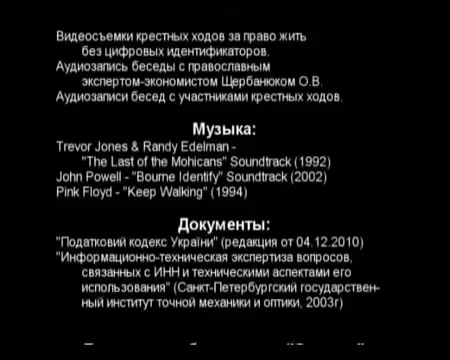 Видеосъемки крестных ходов за право жить
без цифровых идентификаторов.
Аудиозапись беседы с православным
экспертом-экономистом Щербанюком О.В.
Аудиозаписи бесед с участниками крестных ходов.
Музыка:
Trevor Jones & Randy Edelman -
"The Last of the Mohicans" Soundtrack (1992)
John Powell - "Bourne Identify" Soundtrack (2002)
Pink Floyd - "Keep Walking" (1994)
Документы:
"Податковий кодекс України" (редакция от 04.12.2010)
"Информационно-техническая экспертиза вопросов,
связанных с ИНН и техническими аспектами его
использования" (Санкт-Петербургский государствен-
ный институт точной механики и оптики, 2003г)